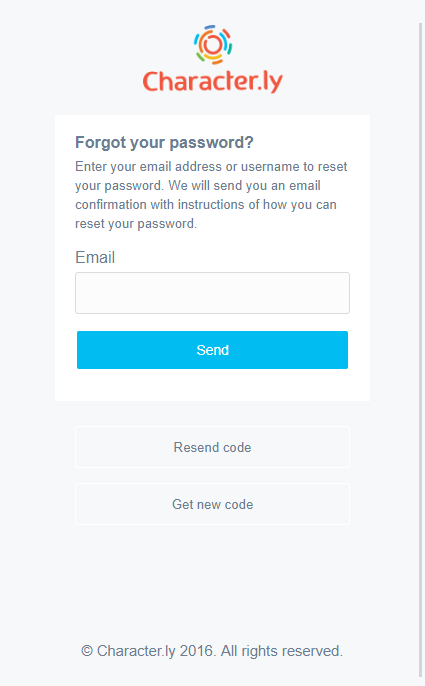 Character.ly
Forgot your password?
Enter your email address or username to reset
your password. We will send you an email
confirmation with instructions of how you can
reset your password.
Email
Send
Resend code
Get new code
© Character.ly 2016. All rights reserved.